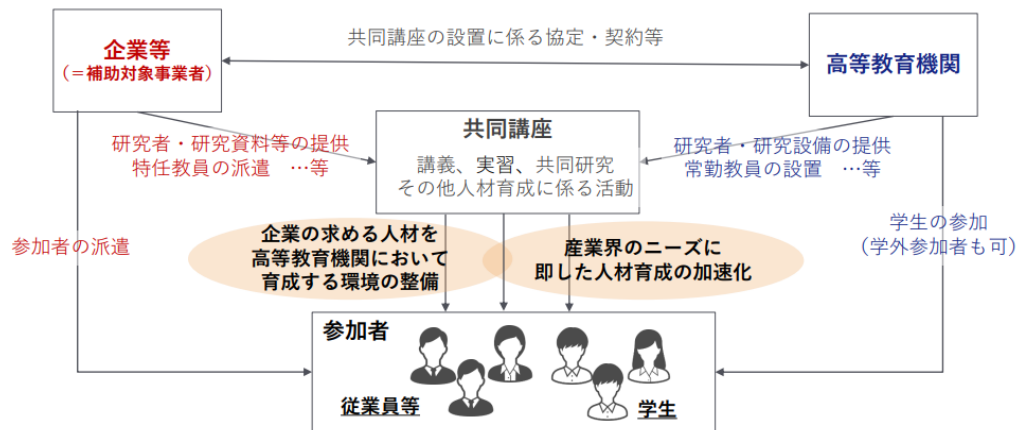 企業等
(=補助対象事業者)
共同講座の設置に係る協定・契約等
高等教育機関
研究者・研究資料等の提供
特任教員の派遣 …等
共同講座
講義、実習、共同研究
その他人材育成に係る活動
研究者・研究設備の提供
常勤教員の設置 …等
参加者の派遣
企業の求める人材を
高等教育機関において
育成する環境の整備
産業界のニーズに
即した人材育成の加速化
学生の参加
(学外参加者も可)
参加者
従業員等
学生